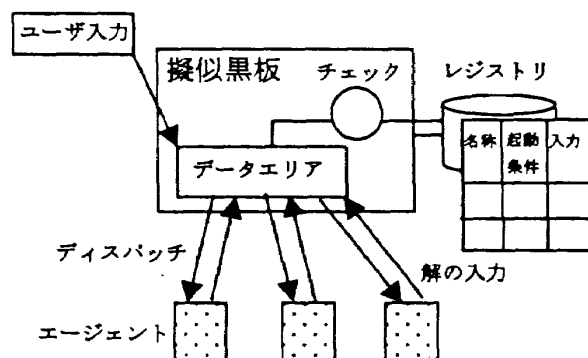 ユーザ入力
擬似黒板
チェック
レジストリ
名称 起動条件 入力
データエリア
ディスパッチ
解の入力
エージェント